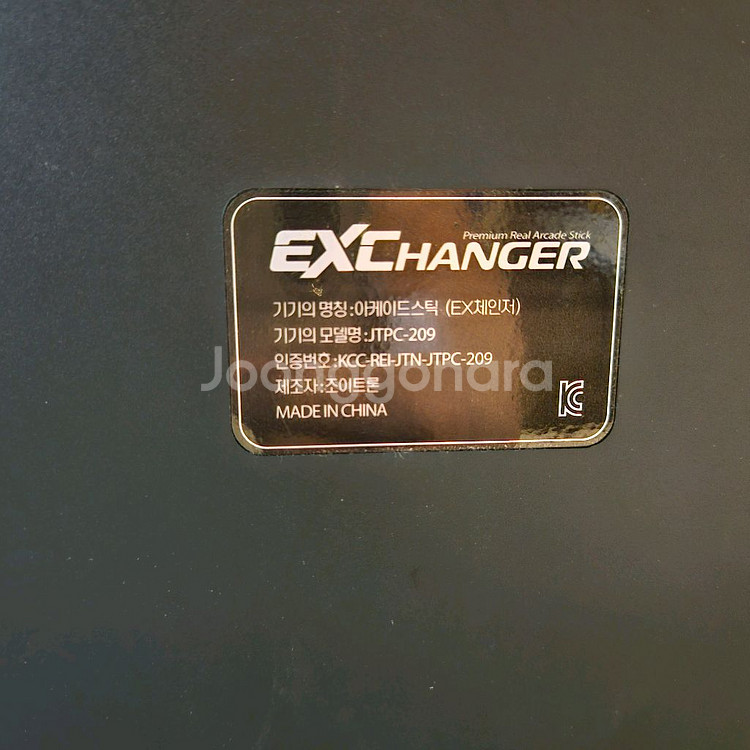 Premium Real Arcade Stick
EXCHANGER
기기의 명칭:아케이드스틱 (EX체인저)
기기의 모델명:JTPC-209
인증번호:KCC-REI-JTN-JTPC-209
Joonggonara
제조자:조이트론
MADE IN CHINA
KC